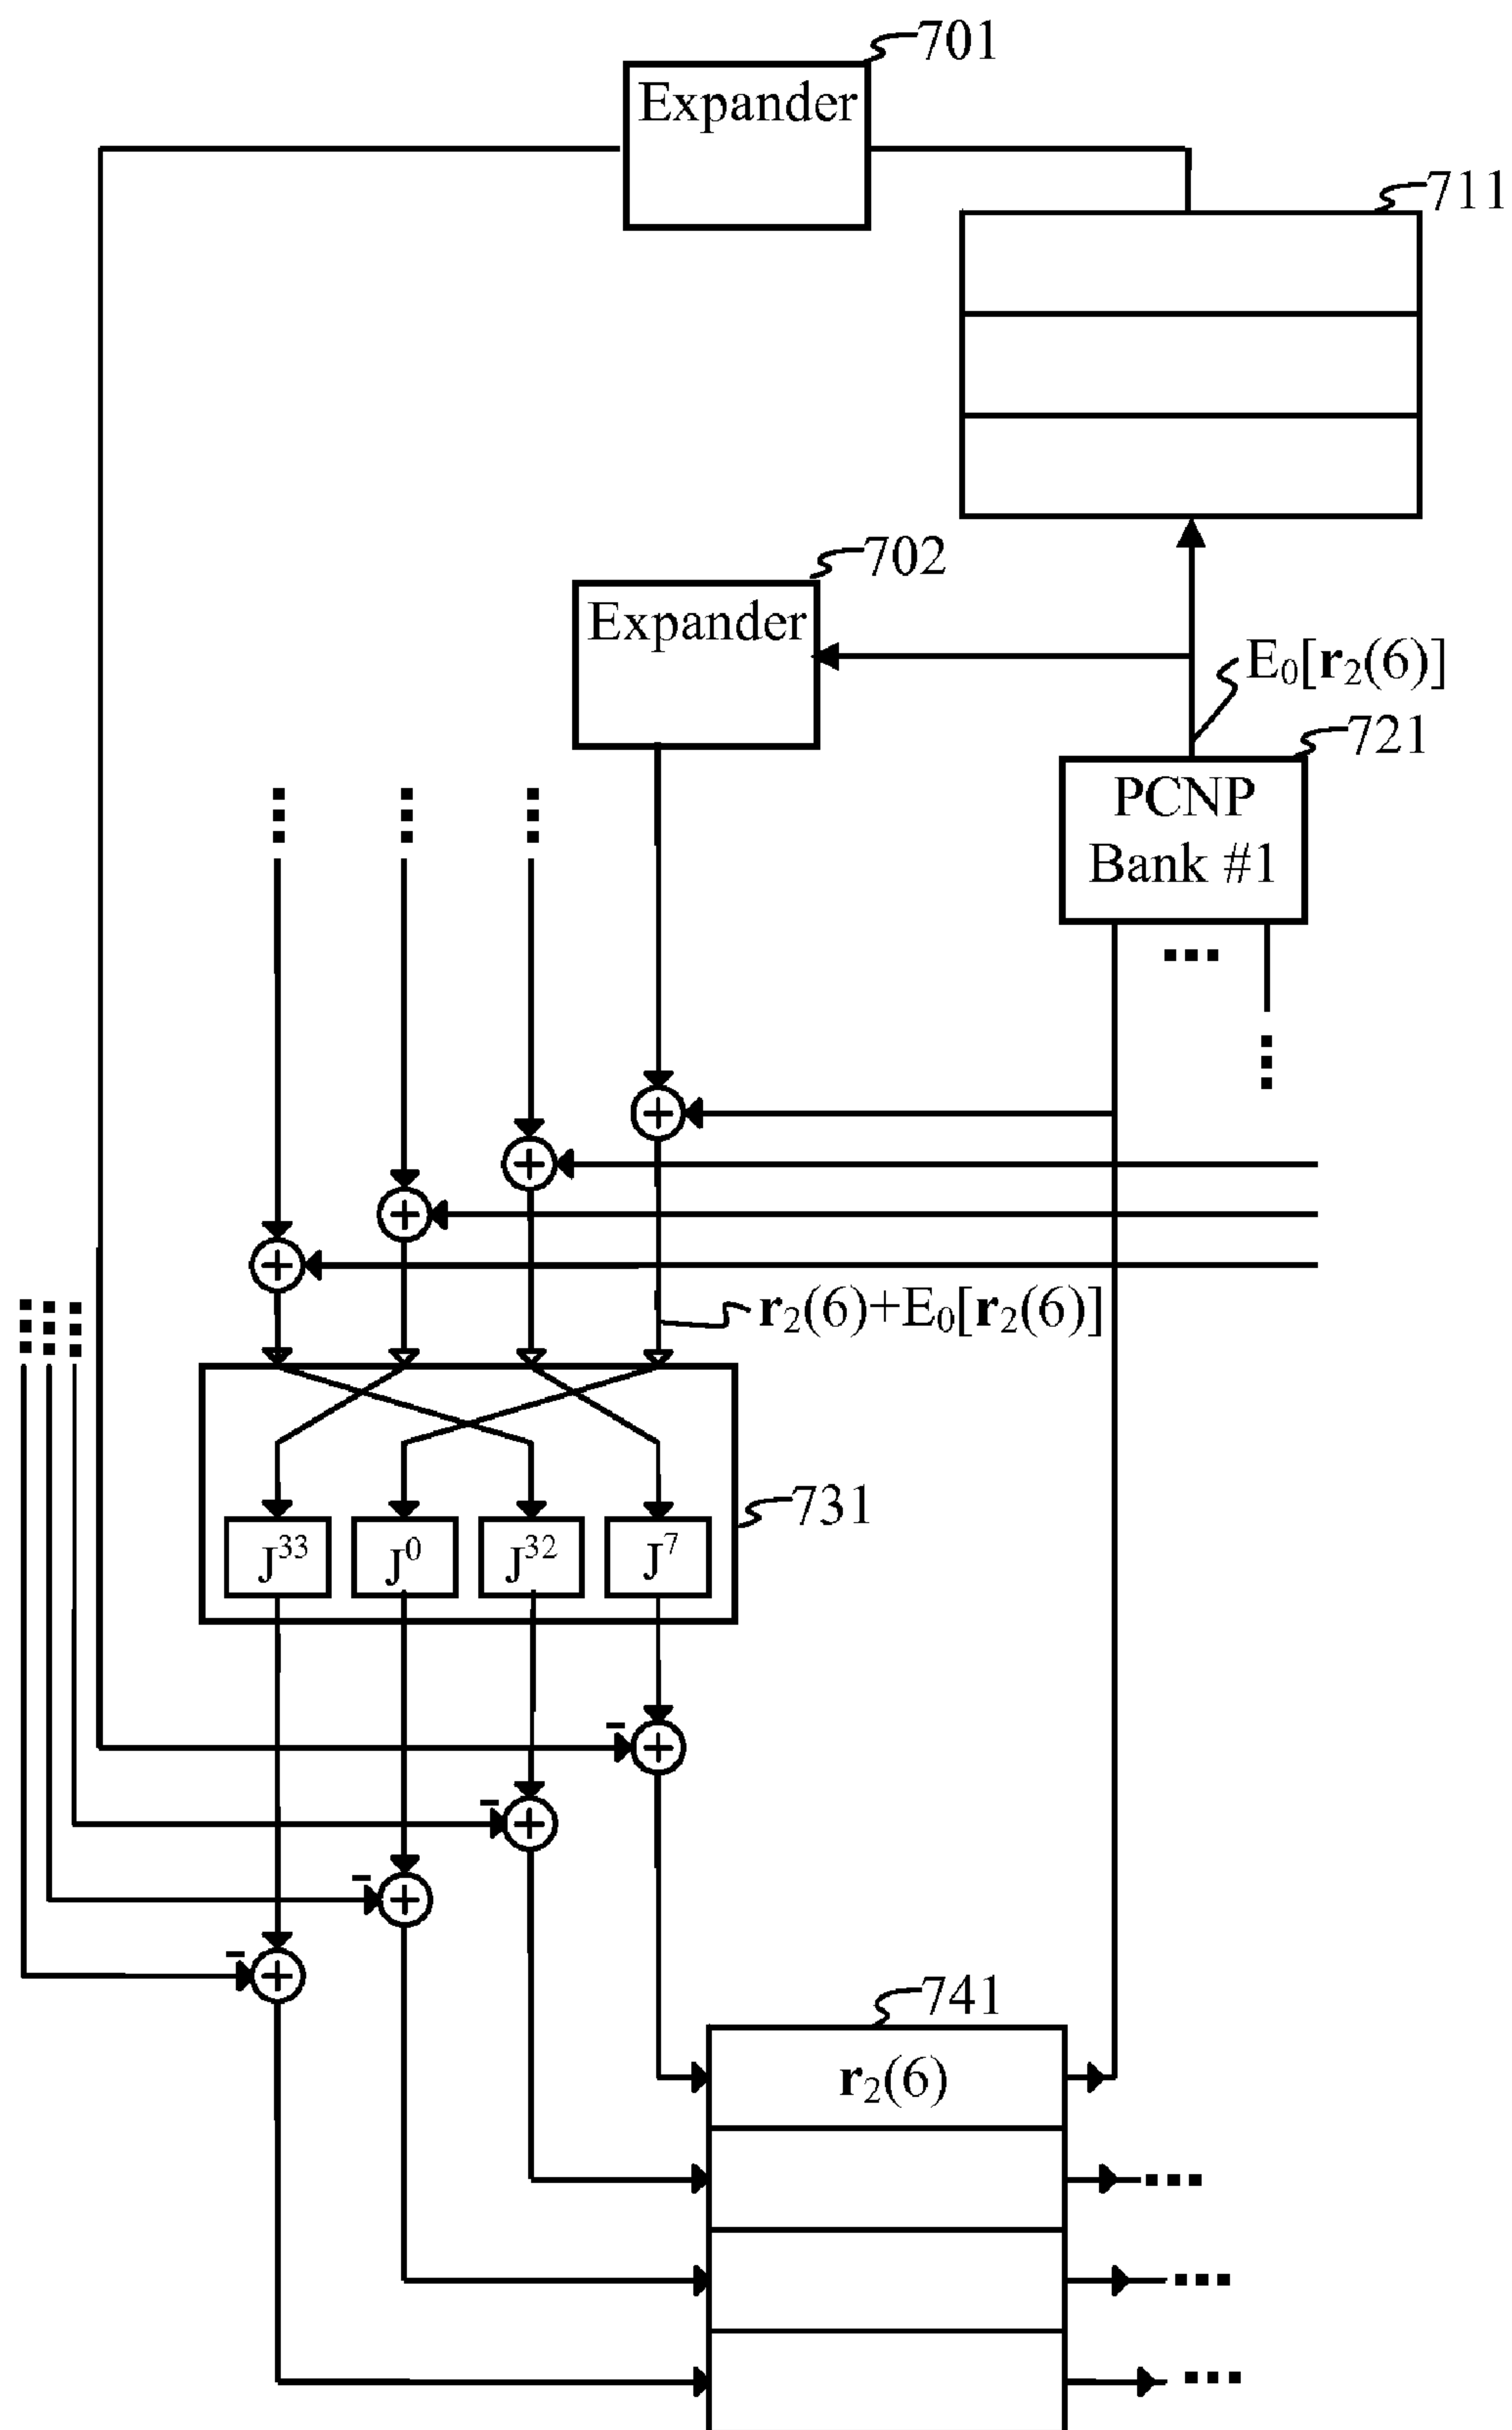 701
Expander
711
702
Expander
E₀[r₂(6)]
721
PCNP
Bank #1
r₂(6)+E₀[r₂(6)]
731
J³³ J⁰ J³² J⁷
741
r₂(6)